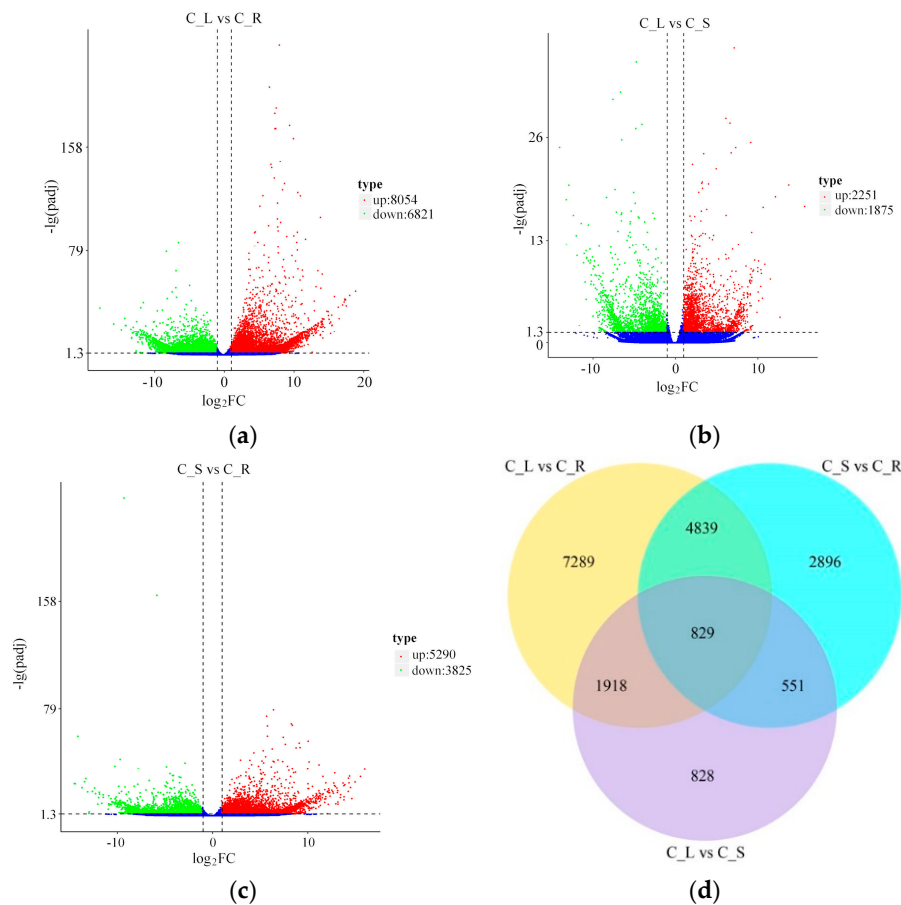 C_L vs C_R
158
79
1.3
-lg(padj)
-10
0
10
20
log₂FC
type
up:8054
down:6821
(a)
C_L vs C_S
26
13
1.3
0
-lg(padj)
-10
0
10
log₂FC
type
up:2251
down:1875
(b)
C_S vs C_R
158
79
1.3
-lg(padj)
-10
0
10
log₂FC
type
up:5290
down:3825
(c)
C_L vs C_R
C_S vs C_R
4839
7289
2896
829
1918
551
828
C_L vs C_S
(d)